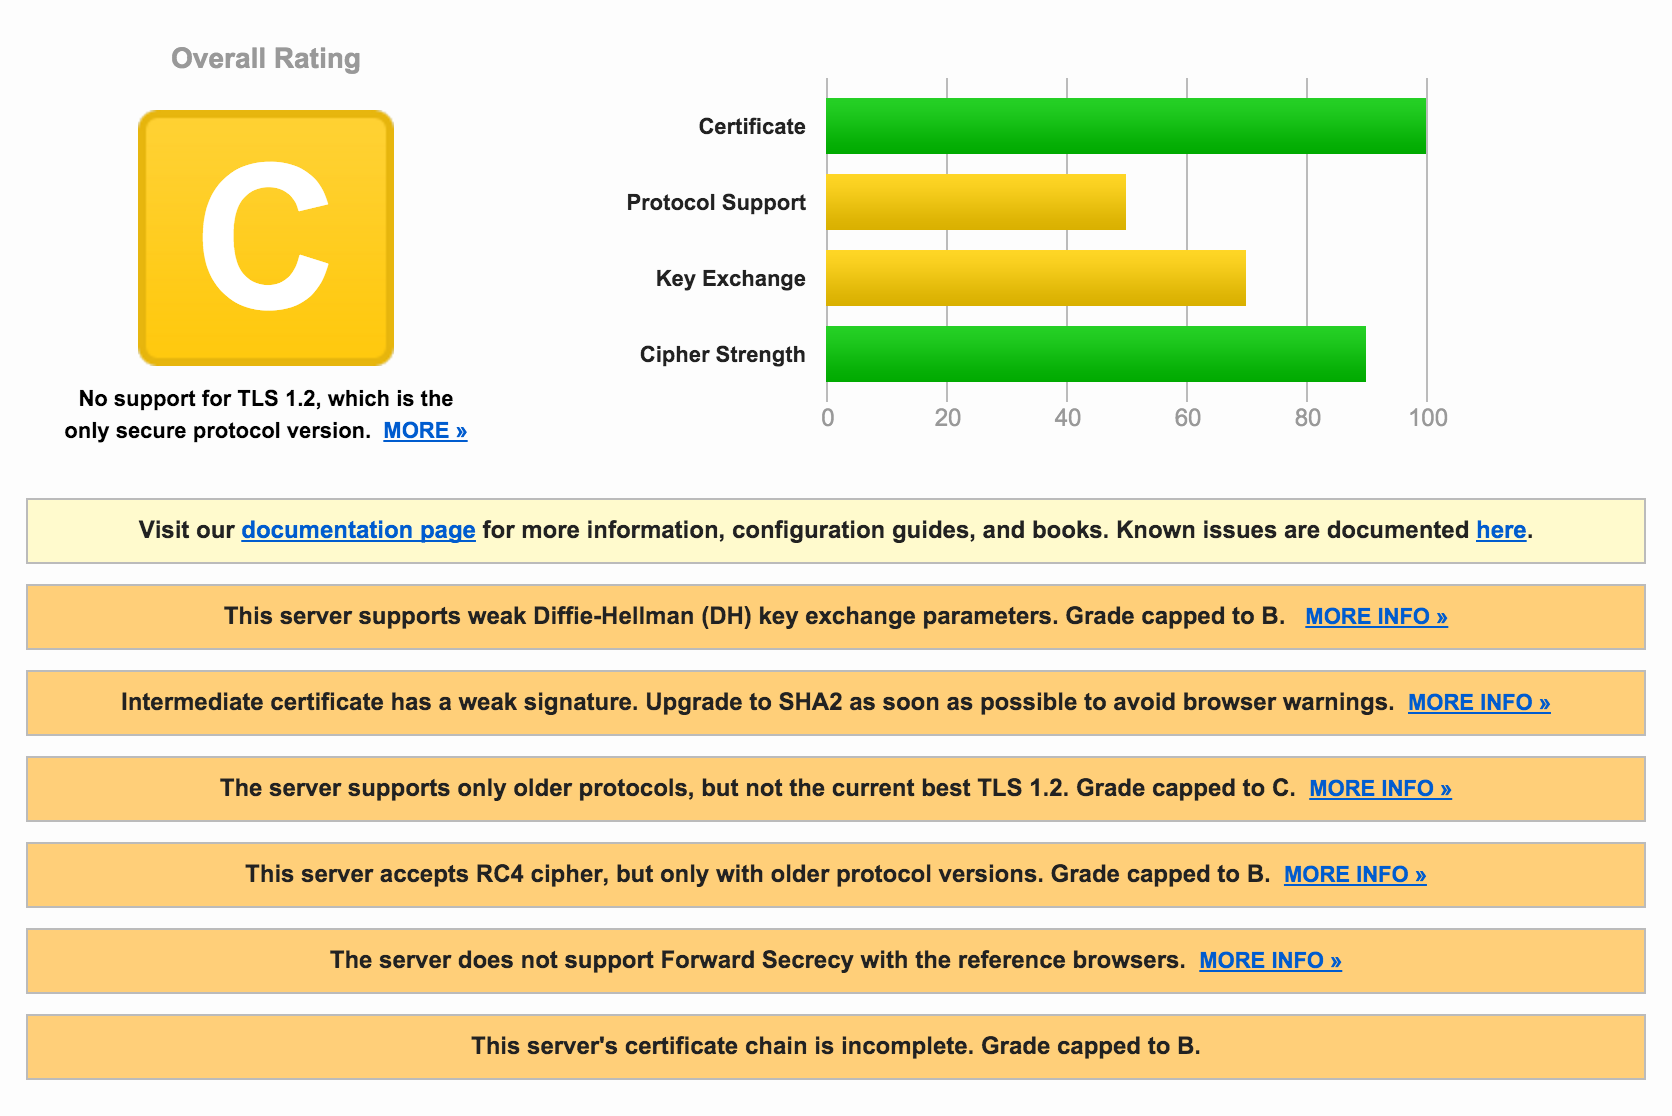 Overall Rating
C
No support for TLS 1.2, which is the
only secure protocol version. MORE »
Certificate
Protocol Support
Key Exchange
Cipher Strength
0 20 40 60 80 100
Visit our documentation page for more information, configuration guides, and books. Known issues are documented here.
This server supports weak Diffie-Hellman (DH) key exchange parameters. Grade capped to B. MORE INFO »
Intermediate certificate has a weak signature. Upgrade to SHA2 as soon as possible to avoid browser warnings. MORE INFO »
The server supports only older protocols, but not the current best TLS 1.2. Grade capped to C. MORE INFO »
This server accepts RC4 cipher, but only with older protocol versions. Grade capped to B. MORE INFO »
The server does not support Forward Secrecy with the reference browsers. MORE INFO »
This server's certificate chain is incomplete. Grade capped to B.